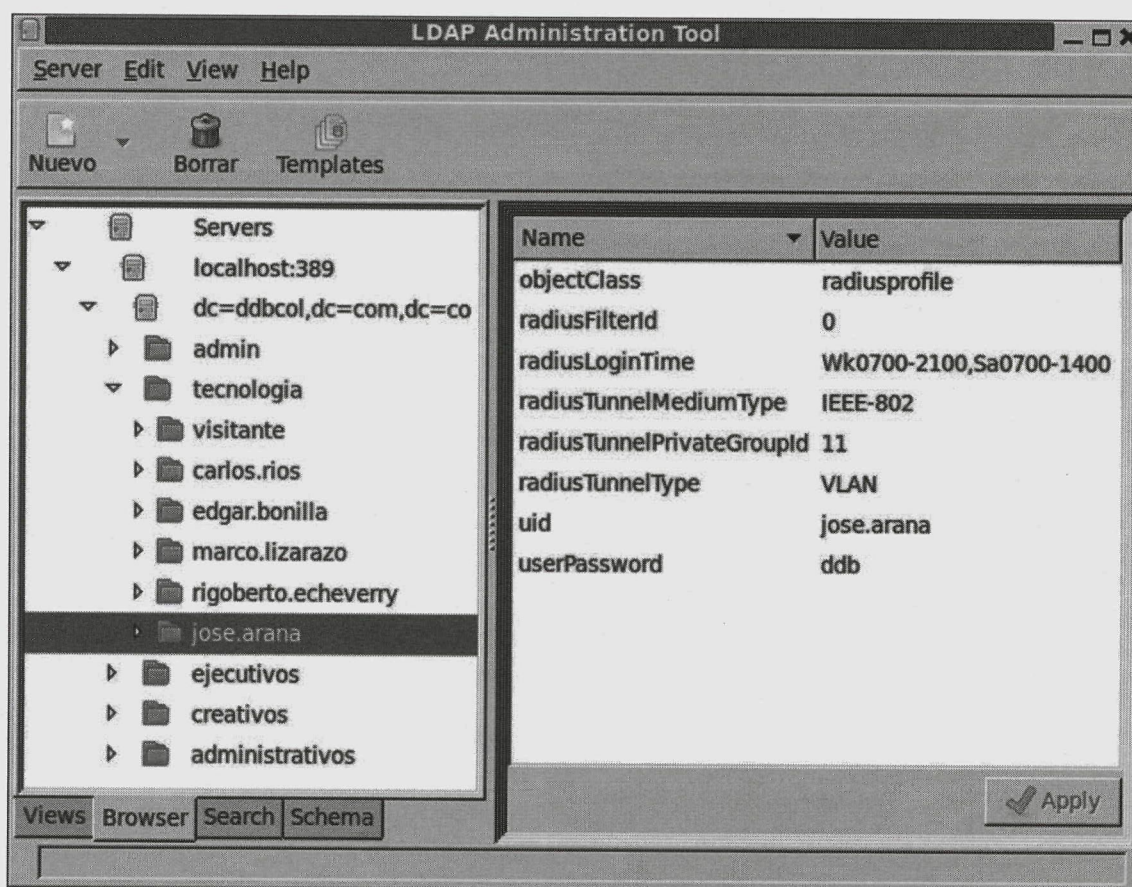 LDAP Administration Tool
Server Edit View Help
Nuevo Borrar Templates
Servers
localhost:389
dc=ddbcol,dc=com,dc=co
admin
tecnologia
visitante
carlos.rios
edgar.bonilla
marco.lizarazo
rigoberto.echeverry
jose.arana
ejecutivos
creativos
administrativos
Views Browser Search Schema
Name Value
objectClass radiusprofile
radiusFilterId 0
radiusLoginTime Wk0700-2100,Sa0700-1400
radiusTunnelMediumType IEEE-802
radiusTunnelPrivateGroupId 11
radiusTunnelType VLAN
uid jose.arana
userPassword ddb
Apply